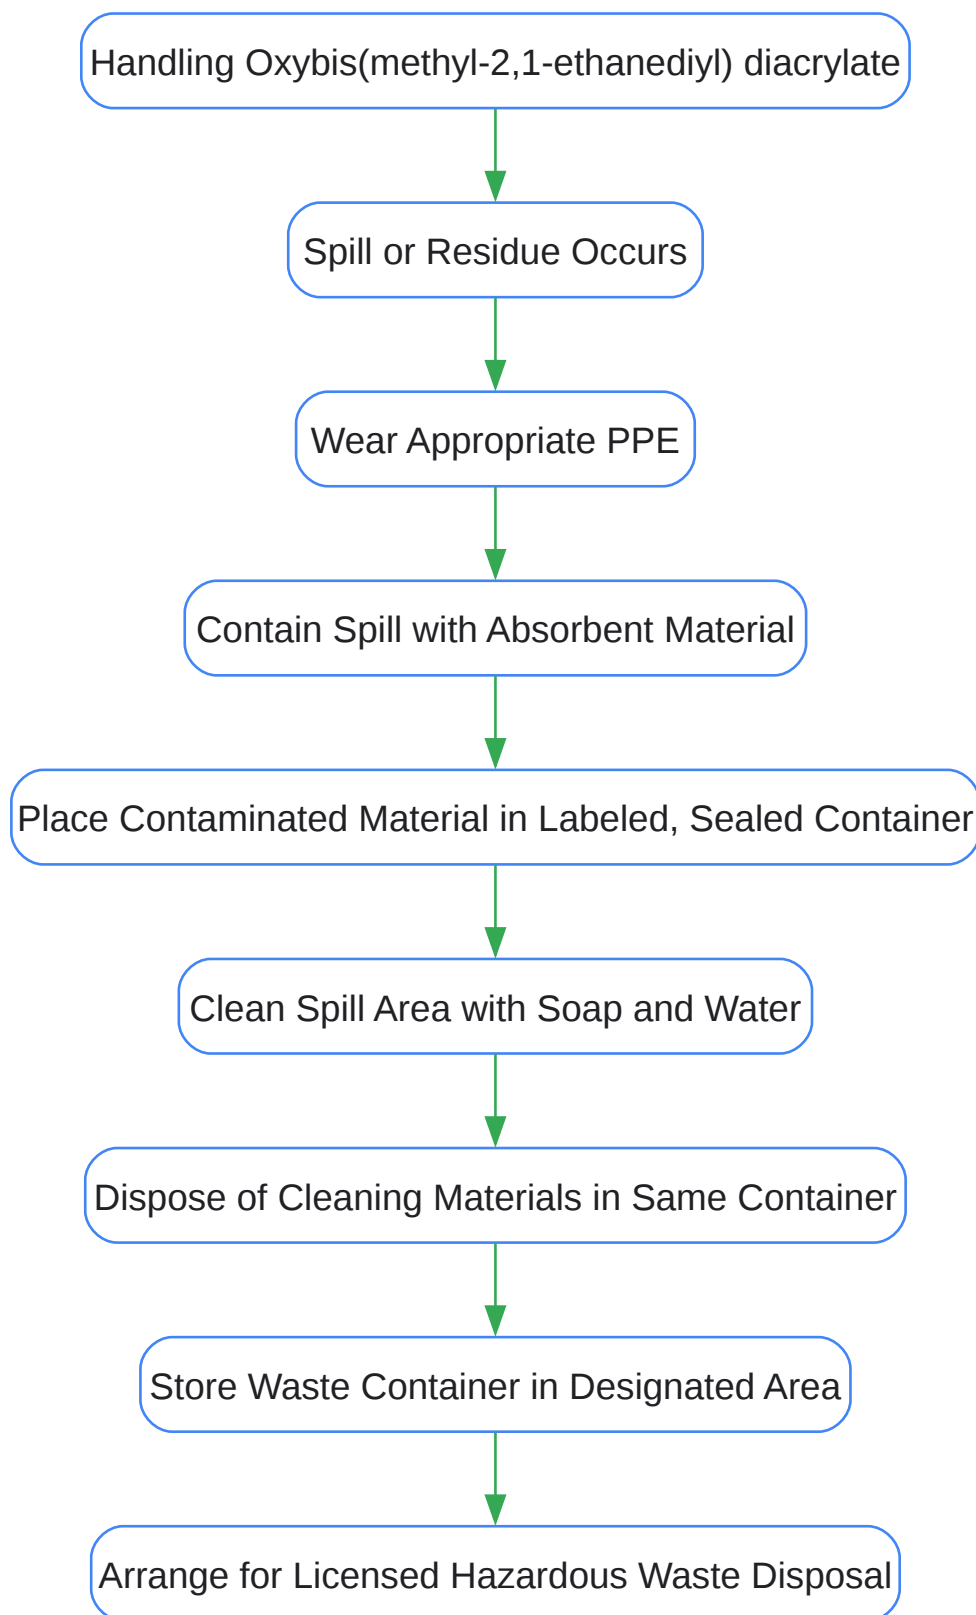 Handling Oxybis(methyl-2,1-ethanediyl) diacrylate
Spill or Residue Occurs
Wear Appropriate PPE
Contain Spill with Absorbent Material
Place Contaminated Material in Labeled, Sealed Container
Clean Spill Area with Soap and Water
Dispose of Cleaning Materials in Same Container
Store Waste Container in Designated Area
Arrange for Licensed Hazardous Waste Disposal